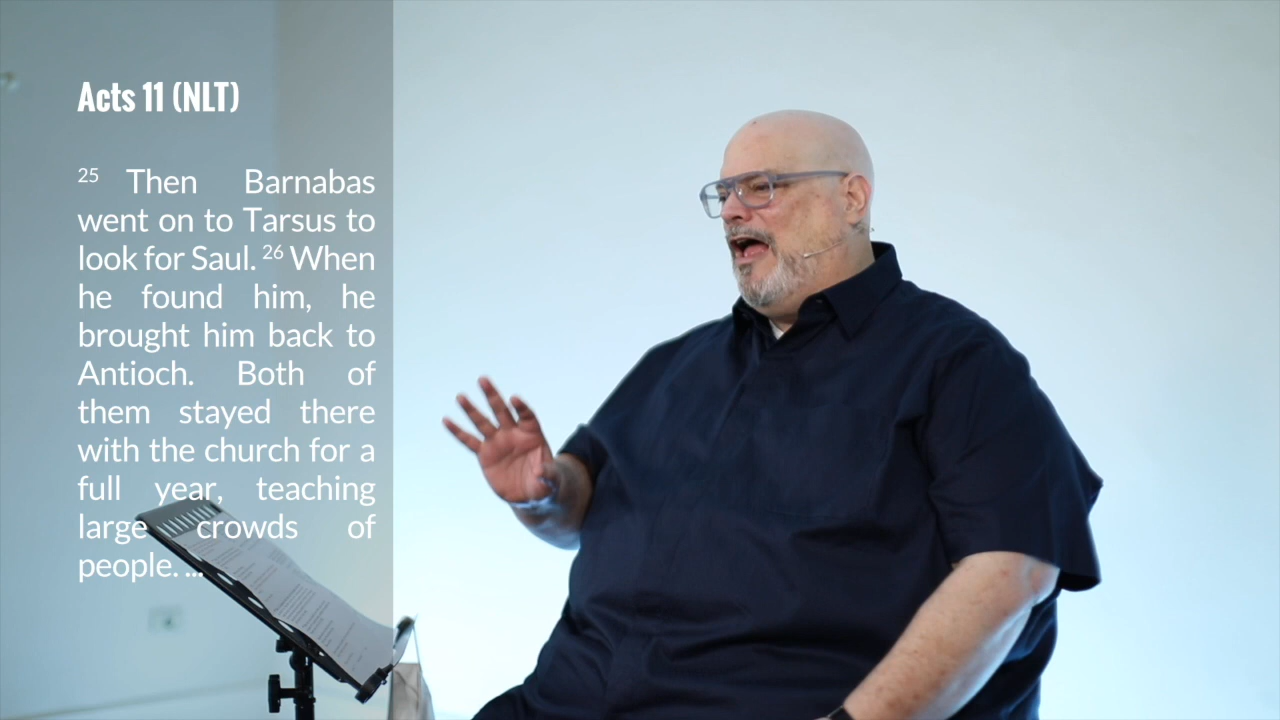 Acts 11 (NLT)
25 Then Barnabas
went on to Tarsus to
look for Saul. 26 When
he found him, he
brought him back to
Antioch. Both of
them stayed there
with the church for a
full year, teaching
large crowds of
people. ...